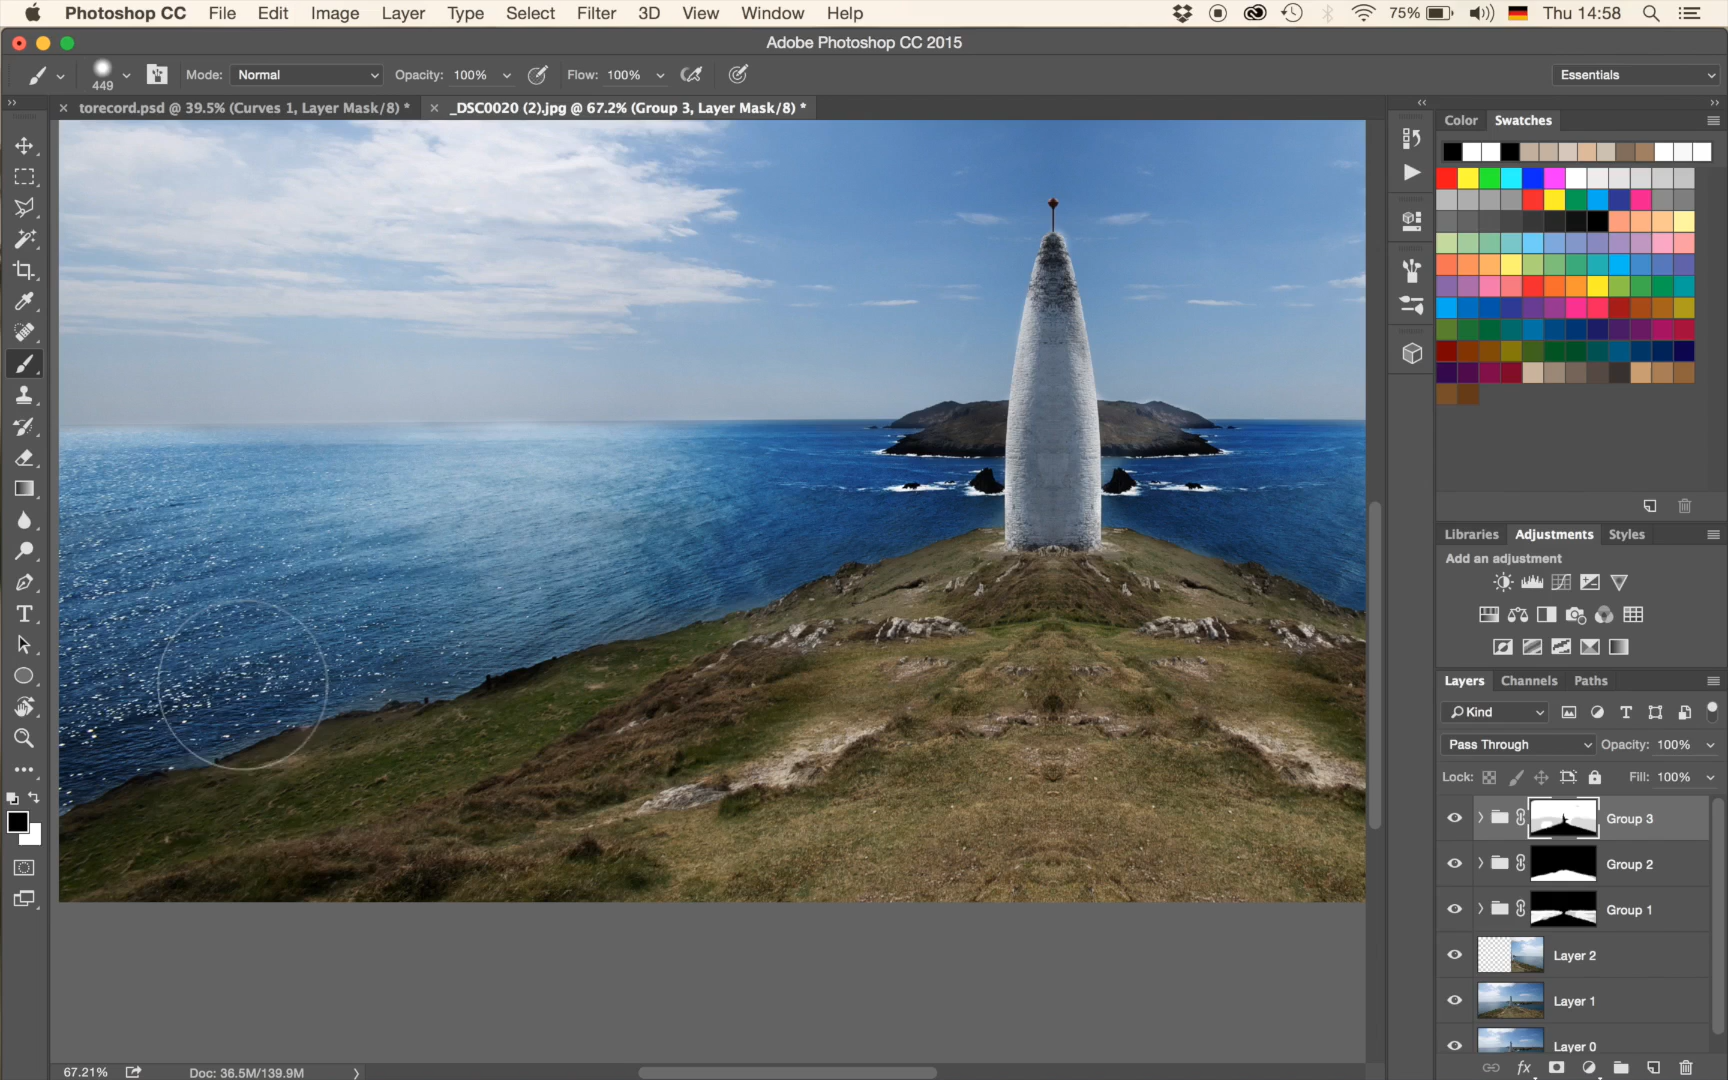 Photoshop CC File Edit Image Layer Type Select Filter 3D View Window Help 75% Thu 14:58
Adobe Photoshop CC 2015
449 Mode: Normal Opacity: 100% Flow: 100% Essentials
torecord.psd @ 39.5% (Curves 1, Layer Mask/8) * _DSC0020 (2).jpg @ 67.2% (Group 3, Layer Mask/8) *
Color Swatches
Libraries Adjustments Styles
Add an adjustment
Layers Channels Paths
Kind
Pass Through Opacity: 100%
Lock: Fill: 100%
Group 3
Group 2
Group 1
Layer 2
Layer 1
Layer 0
67.21% Doc: 36.5M/139.9M